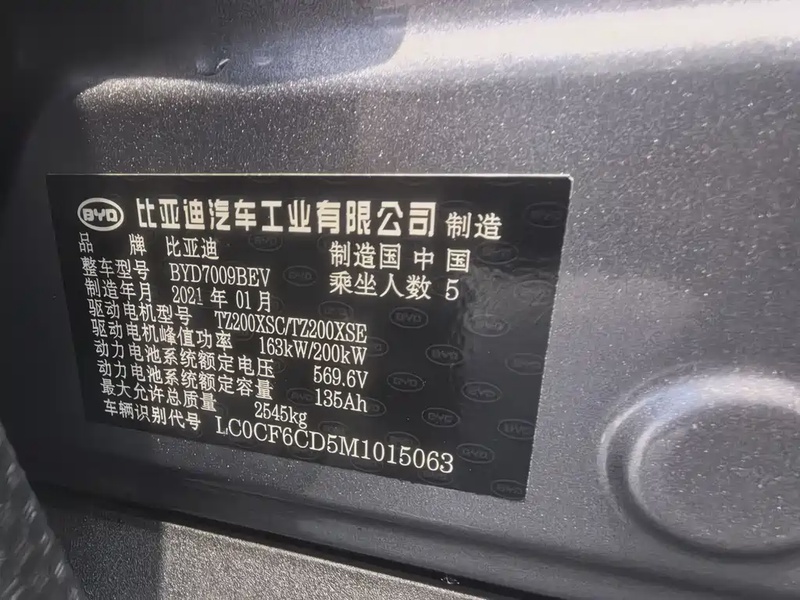 BYD 比亚迪汽车工业有限公司 制造
品 牌 比亚迪 制造国 中 国
整车型号 BYD7009BEV 乘坐人数 5
制造年月 2021 年 01 月
驱动电机型号 TZ200XSC/TZ200XSE
驱动电机峰值功率 163kW/200kW
动力电池系统额定电压 569.6V
动力电池系统额定容量 135Ah
最大允许总质量 2545kg
车辆识别代号 LC0CF6CD5M1015063